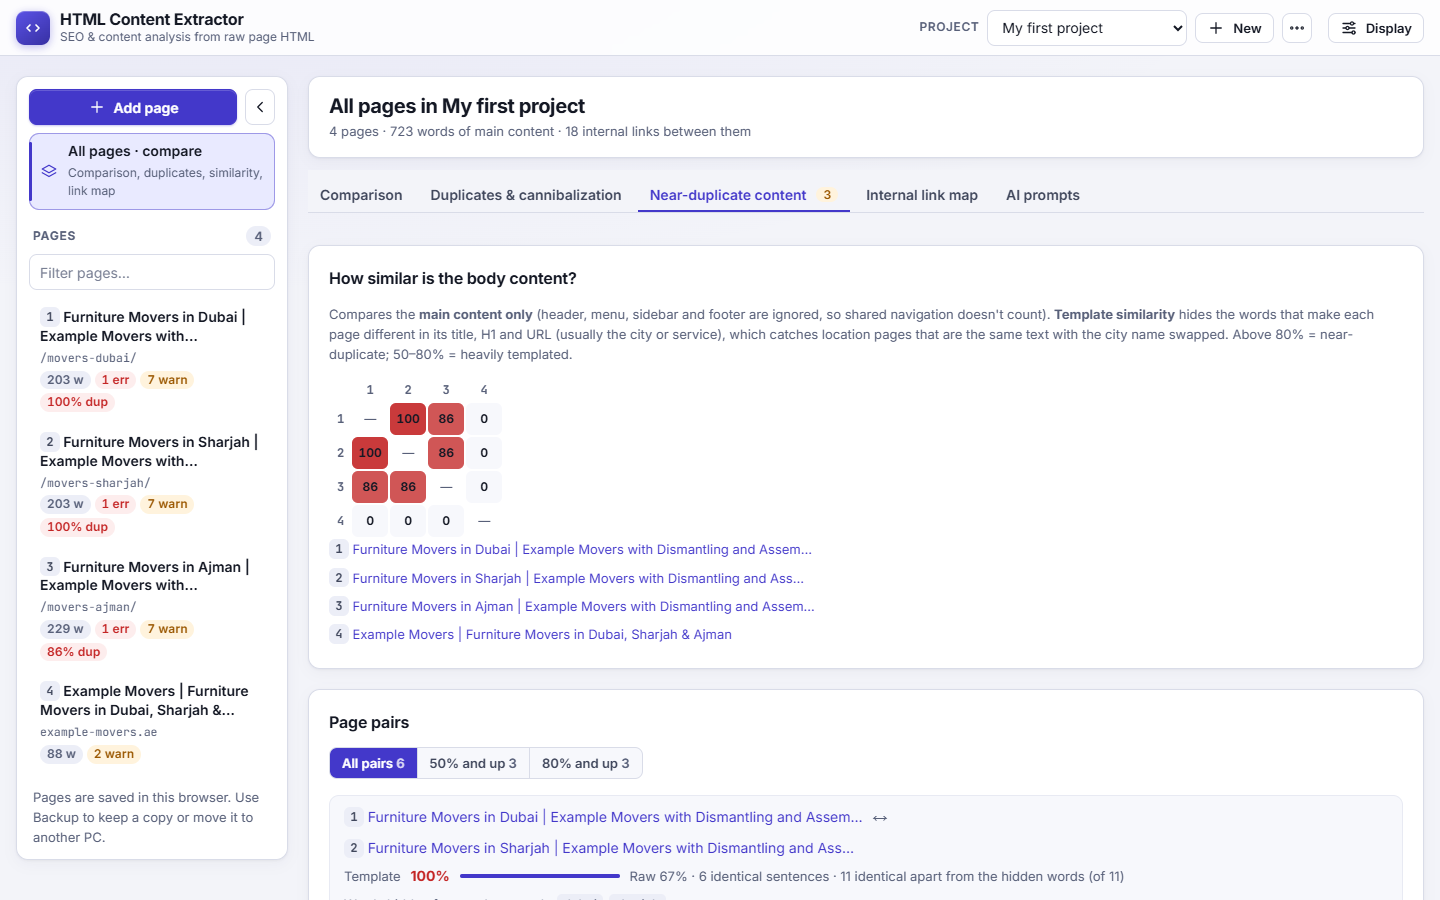 HTML Content Extractor
SEO & content analysis from raw page HTML
PROJECT
My first project
New
Display
Add page
All pages · compare
Comparison, duplicates, similarity,
link map
PAGES
4
Filter pages...
1 Furniture Movers in Dubai |
Example Movers with...
/movers-dubai/
203 w 1 err 7 warn
100% dup
2 Furniture Movers in Sharjah |
Example Movers with...
/movers-sharjah/
203 w 1 err 7 warn
100% dup
3 Furniture Movers in Ajman |
Example Movers with...
/movers-ajman/
229 w 1 err 7 warn
86% dup
4 Example Movers | Furniture
Movers in Dubai, Sharjah &...
example-movers.ae
88 w 2 warn
Pages are saved in this browser. Use
Backup to keep a copy or move it to
another PC.
All pages in My first project
4 pages · 723 words of main content · 18 internal links between them
Comparison Duplicates & cannibalization Near-duplicate content 3 Internal link map AI prompts
How similar is the body content?
Compares the main content only (header, menu, sidebar and footer are ignored, so shared navigation doesn't count). Template similarity hides the words that make each
page different in its title, H1 and URL (usually the city or service), which catches location pages that are the same text with the city name swapped. Above 80% = near-
duplicate; 50–80% = heavily templated.
1 2 3 4
1 — 100 86 0
2 100 — 86 0
3 86 86 — 0
4 0 0 0 —
1 Furniture Movers in Dubai | Example Movers with Dismantling and Assem...
2 Furniture Movers in Sharjah | Example Movers with Dismantling and Ass...
3 Furniture Movers in Ajman | Example Movers with Dismantling and Assem...
4 Example Movers | Furniture Movers in Dubai, Sharjah & Ajman
Page pairs
All pairs 6 50% and up 3 80% and up 3
1 Furniture Movers in Dubai | Example Movers with Dismantling and Assem... ↔
2 Furniture Movers in Sharjah | Example Movers with Dismantling and Ass...
Template 100% Raw 67% · 6 identical sentences · 11 identical apart from the hidden words (of 11)